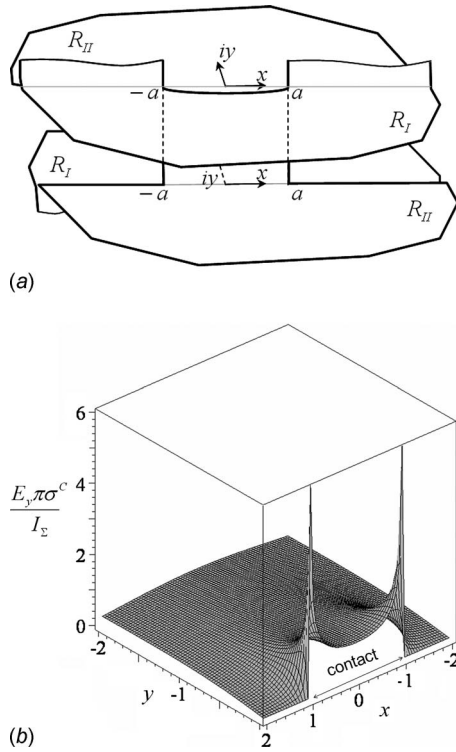 R_II
iy
x
−a
a
R_I
R_I
iy
x
−a
a
R_II
(a)
6
4
2
0
E_y πσ^c
I_Σ
contact
-2
-1
1
2
y
2
1
0
-1
-2
x
(b)